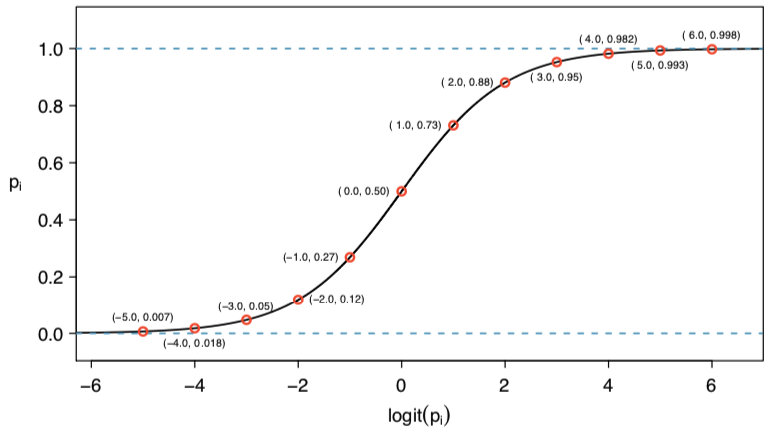 ( 4.0, 0.982)
( 6.0, 0.998)
1.0
( 5.0, 0.993)
( 2.0, 0.88)
( 3.0, 0.95)
0.8
( 1.0, 0.73)
0.6
pᵢ
( 0.0, 0.50)
0.4
(−1.0, 0.27)
0.2
(−2.0, 0.12)
(−3.0, 0.05)
(−5.0, 0.007)
0.0
(−4.0, 0.018)
−6 −4 −2 0 2 4 6
logit(pᵢ)